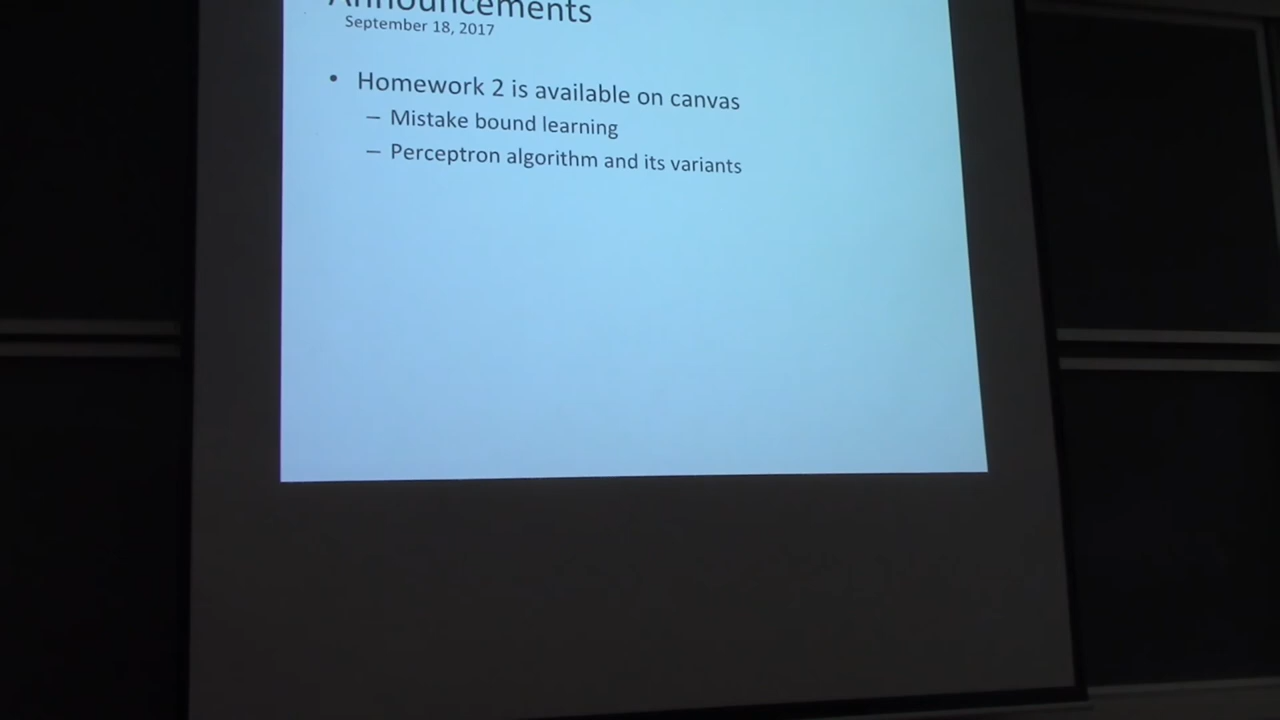 Announcements
September 18, 2017
• Homework 2 is available on canvas
– Mistake bound learning
– Perceptron algorithm and its variants